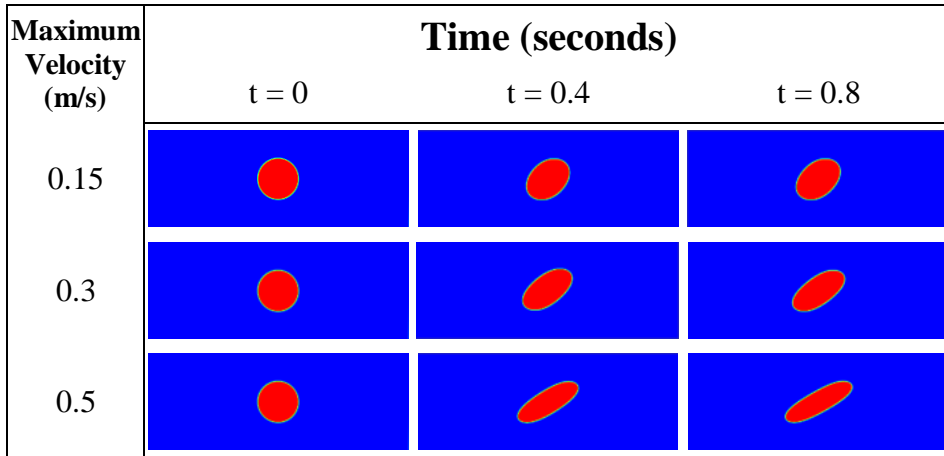 Maximum
Velocity
(m/s)
Time (seconds)
t = 0
t = 0.4
t = 0.8
0.15
0.3
0.5